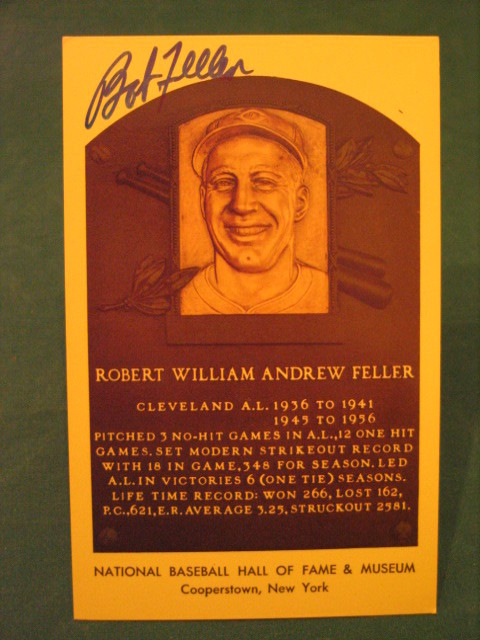 Bob Feller
ROBERT WILLIAM ANDREW FELLER
CLEVELAND A.L. 1936 TO 1941
1945 TO 1956
PITCHED 3 NO-HIT GAMES IN A.L.,12 ONE HIT
GAMES. SET MODERN STRIKEOUT RECORD
WITH 18 IN GAME, 348 FOR SEASON. LED
A.L. IN VICTORIES 6 (ONE TIE) SEASONS.
LIFE TIME RECORD: WON 266, LOST 162,
P.C.,621, E.R. AVERAGE 3.25, STRUCKOUT 2581.
NATIONAL BASEBALL HALL OF FAME & MUSEUM
Cooperstown, New York